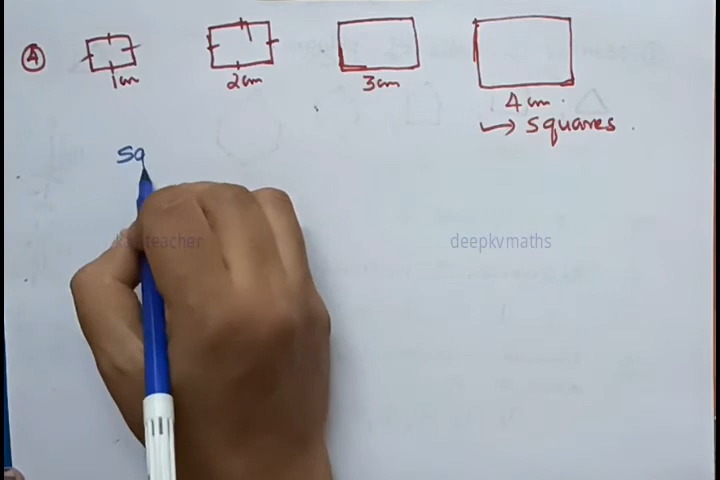 4
1cm 2cm 3cm 4cm.
→ squares.
Sq
deepkvmaths